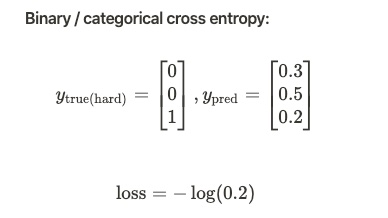 Binary / categorical cross entropy:
y_true(hard) = [0 0 1], y_pred = [0.3 0.5 0.2]
loss = − log(0.2)